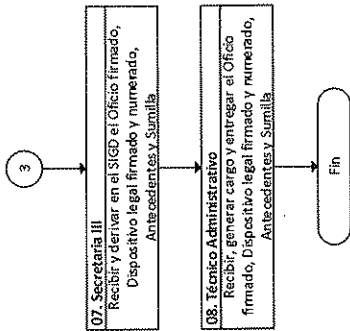 3
07. Secretaria III
Recibir y derivar en el SIGD el Oficio firmado,
Dispositivo legal firmado y numerado,
Antecedentes y Sumilla
08. Técnico Administrativo
Recibir, generar cargo y entregar el Oficio
firmado, Dispositivo legal firmado y numerado,
Antecedentes y Sumilla
Fin